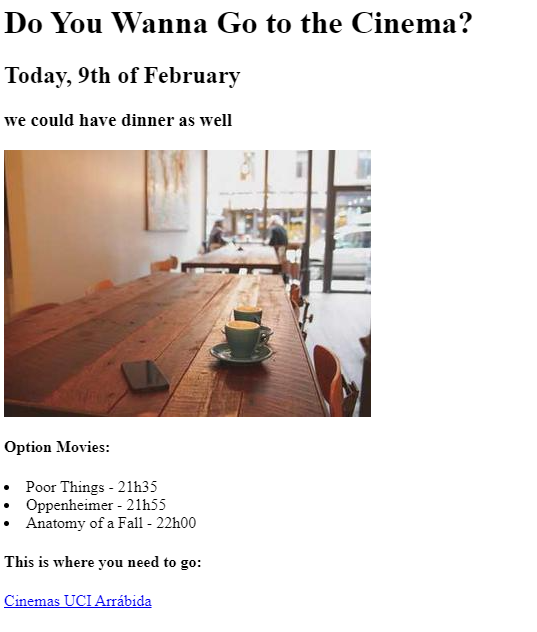 Do You Wanna Go to the Cinema?
Today, 9th of February
we could have dinner as well
Option Movies:
Poor Things - 21h35
Oppenheimer - 21h55
Anatomy of a Fall - 22h00
This is where you need to go:
Cinemas UCI Arrábida